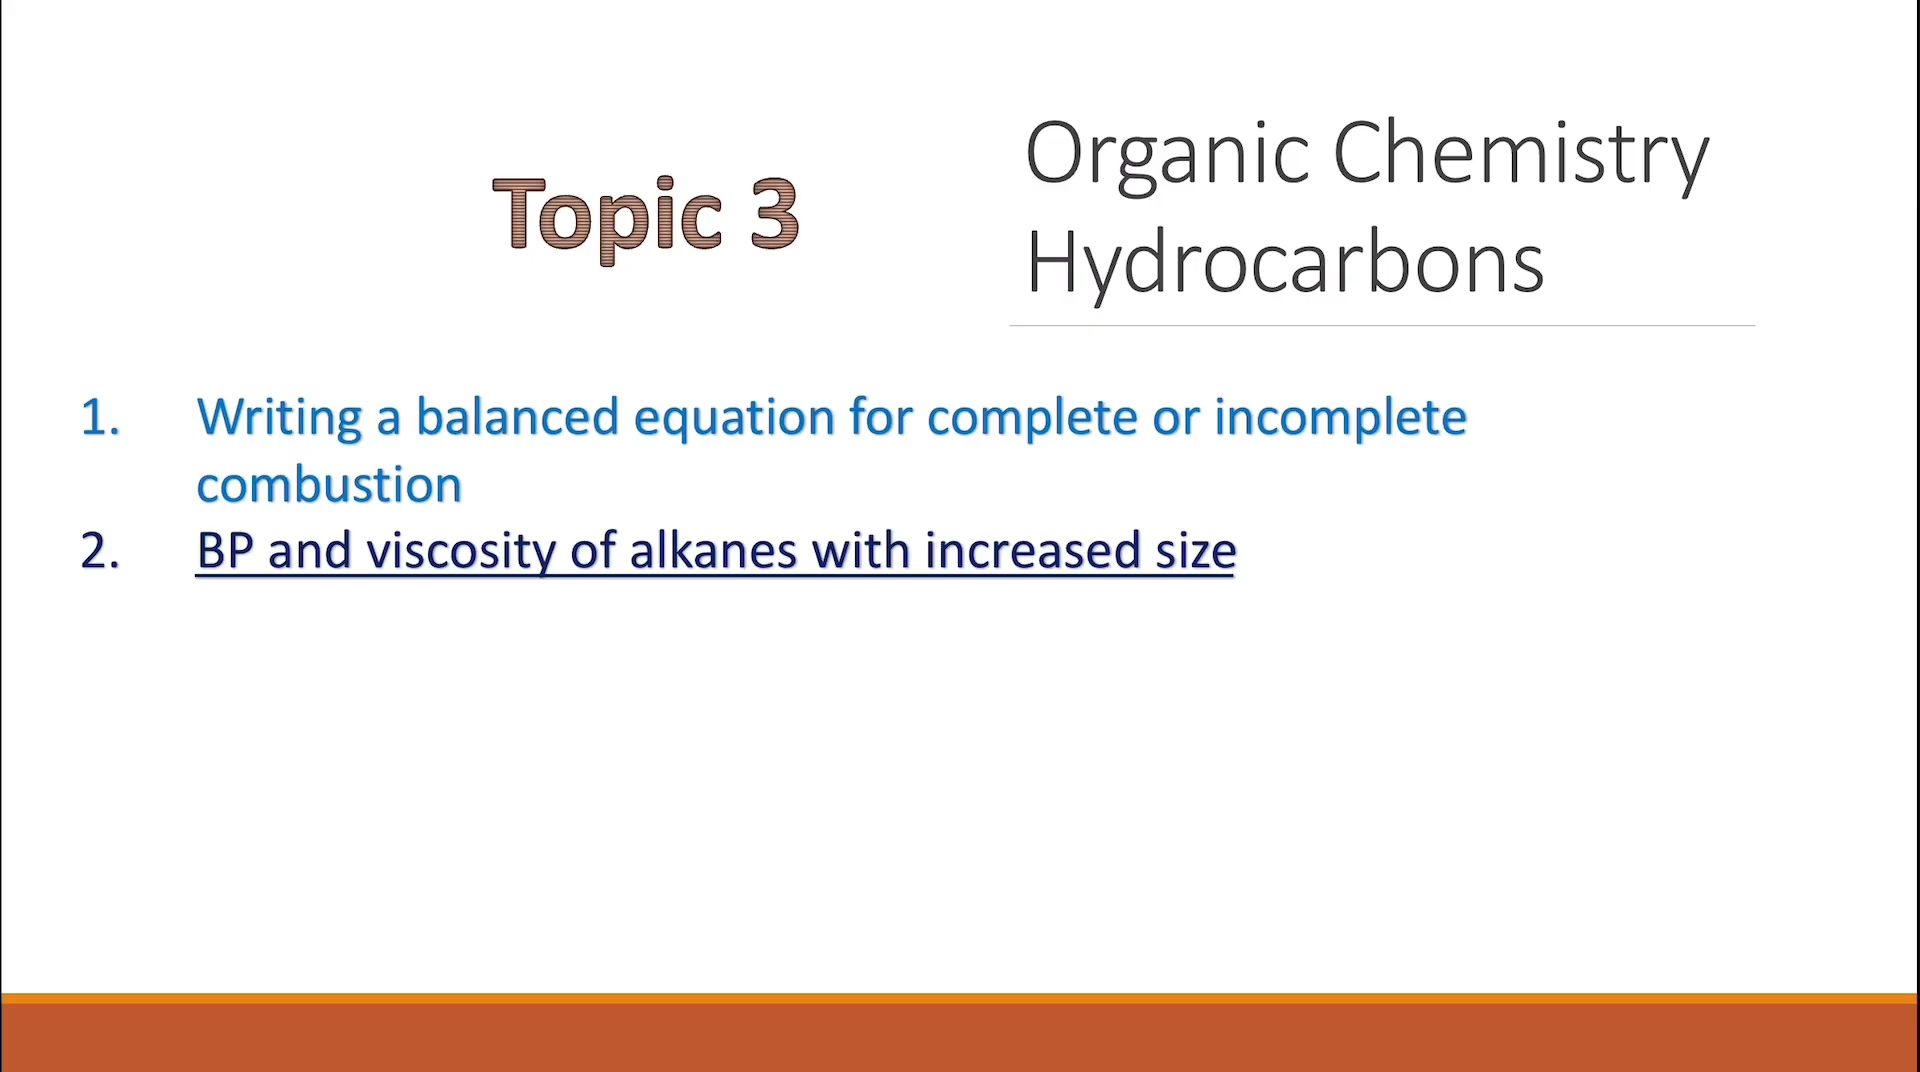 Topic 3
Organic Chemistry
Hydrocarbons
1. Writing a balanced equation for complete or incomplete
combustion
2. BP and viscosity of alkanes with increased size